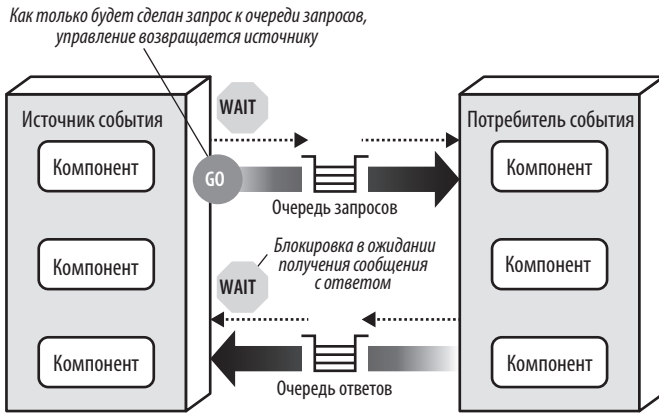 Как только будет сделан запрос к очереди запросов,
управление возвращается источнику
Источник события
WAIT
Потребитель события
Компонент
GO
Компонент
Очередь запросов
Компонент
WAIT
Блокировка в ожидании
получения сообщения
с ответом
Компонент
Компонент
Очередь ответов
Компонент